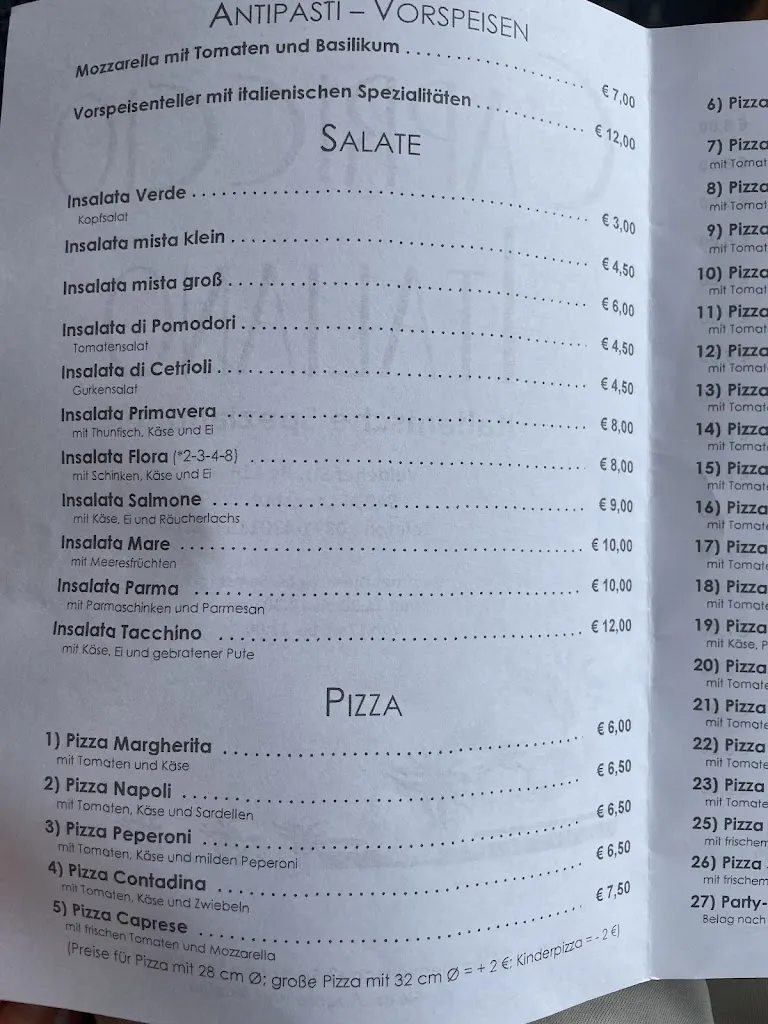 ANTIPASTI – VORSPEISEN
Mozzarella mit Tomaten und Basilikum € 7,00
Vorspeisenteller mit italienischen Spezialitäten € 12,00
SALATE
Insalata Verde € 3,00
Kopfsalat
Insalata mista klein € 4,50
Insalata mista groß € 6,00
Insalata di Pomodori € 4,50
Tomatensalat
Insalata di Cetrioli € 4,50
Gurkensalat
Insalata Primavera € 8,00
mit Thunfisch, Käse und Ei
Insalata Flora (*2-3-4-8) € 8,00
mit Schinken, Käse und Ei
Insalata Salmone € 9,00
mit Käse, Ei und Räucherlachs
Insalata Mare € 10,00
mit Meeresfrüchten
Insalata Parma € 10,00
mit Parmaschinken und Parmesan
Insalata Tacchino € 12,00
mit Käse, Ei und gebratener Pute
PIZZA
1) Pizza Margherita € 6,00
mit Tomaten und Käse
2) Pizza Napoli € 6,50
mit Tomaten, Käse und Sardellen
3) Pizza Peperoni € 6,50
mit Tomaten, Käse und milden Peperoni
4) Pizza Contadina € 6,50
mit Tomaten, Käse und Zwiebeln
5) Pizza Caprese € 7,50
mit frischen Tomaten und Mozzarella
(Preise für Pizza mit 28 cm Ø; große Pizza mit 32 cm Ø = + 2 €; Kinderpizza = - 2 €)
6) Pizza
7) Pizza
mit Tomat
8) Pizza
mit Tomat
9) Pizza
mit Tomat
10) Pizza
mit Tomat
11) Pizza
mit Tomat
12) Pizza
mit Tomat
13) Pizza
mit Tomate
14) Pizza
mit Tomate
15) Pizza
mit Tomate
16) Pizza
mit Tomate
17) Pizza
mit Tomate
18) Pizza
mit Tomate
19) Pizza
mit Käse, P
20) Pizza
mit Tomate
21) Pizza
mit Tomate
22) Pizza
mit Tomate
23) Pizza
mit Tomate
25) Pizza
mit frischem
26) Pizza
mit frischem
27) Party-
Belag nach